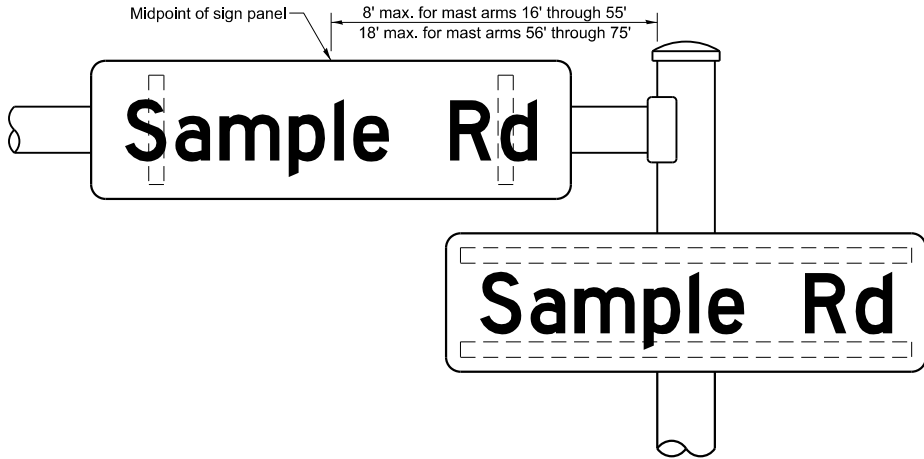 Midpoint of sign panel
8' max. for mast arms 16' through 55'
18' max. for mast arms 56' through 75'
Sample Rd
Sample Rd